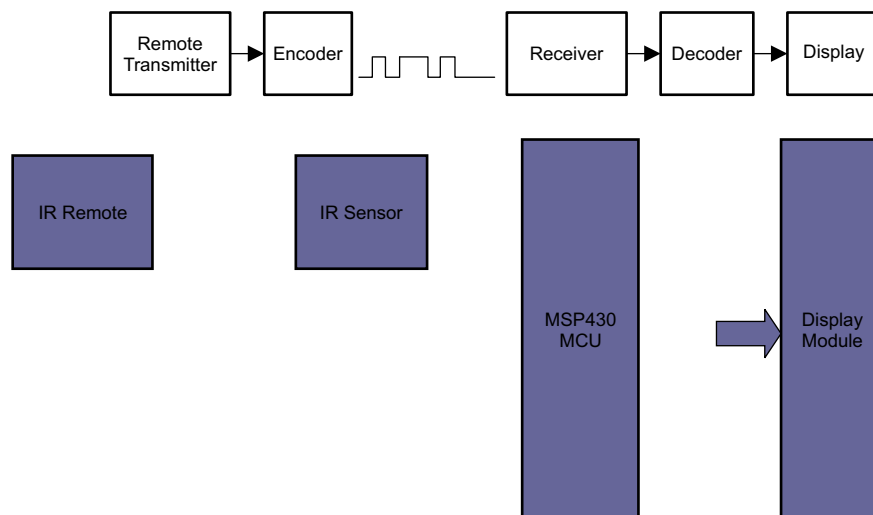 Remote
Transmitter
Encoder
Receiver
Decoder
Display
IR Remote
IR Sensor
MSP430
MCU
Display
Module